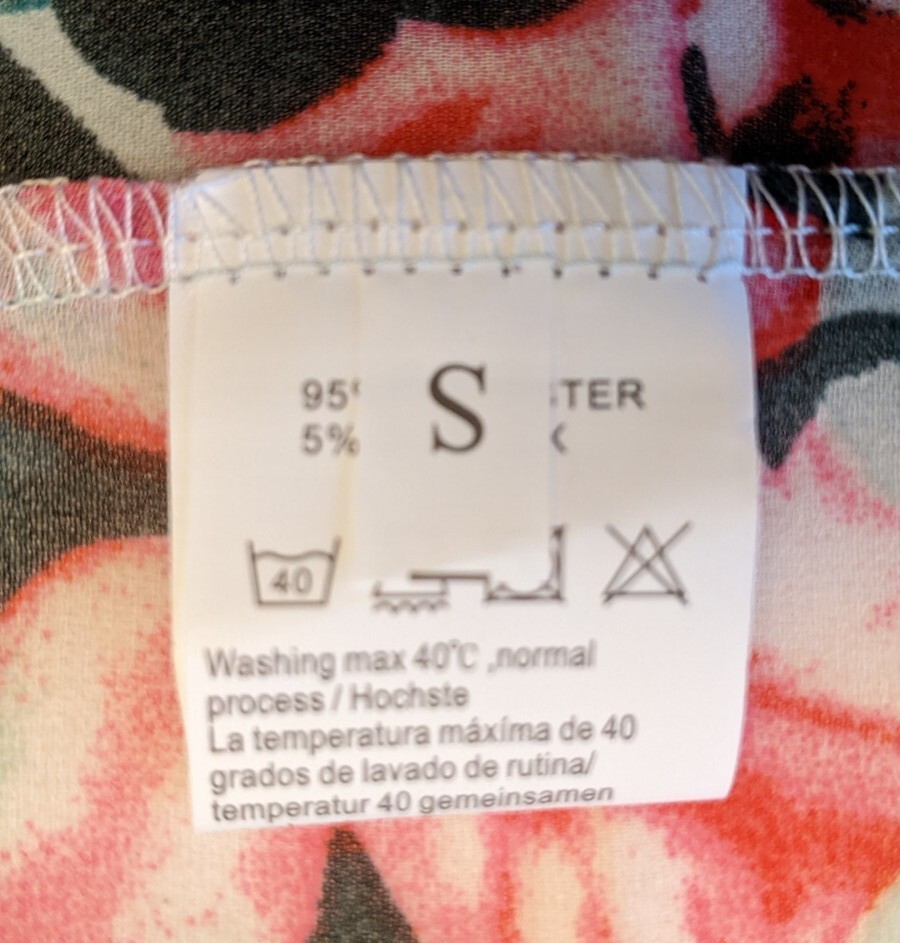 S
95%
TER
5%
Washing max 40℃ ,normal
process / Hochste
La temperatura máxíma de 40
grados de lavado de rutina/
temperatur 40 gemeinsamen
40